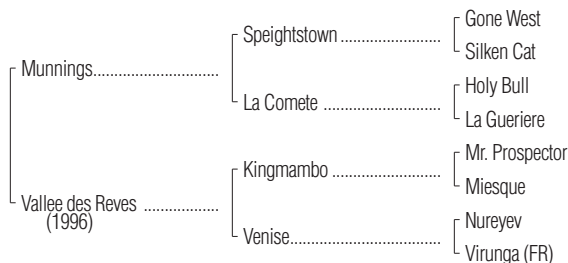 Gone West
Speightstown
Silken Cat
Munnings
Holy Bull
La Comete
La Gueriere
Mr. Prospector
Kingmambo
Miesque
Vallee des Reves
(1996)
Nureyev
Venise
Virunga (FR)